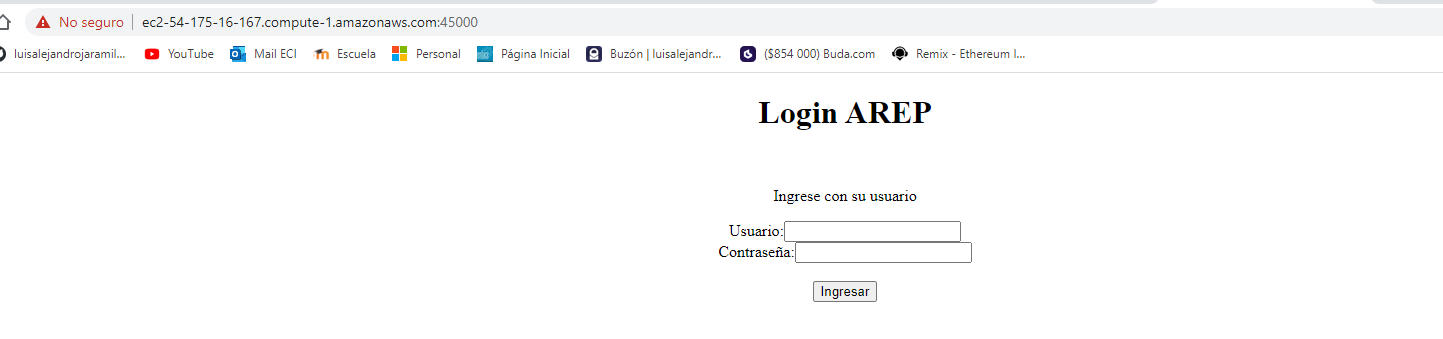 No seguro ec2-54-175-16-167.compute-1.amazonaws.com:45000
luisalejandrojaramil... YouTube Mail ECI Escuela Personal Página Inicial Buzón | luisalejandr... ($854 000) Buda.com Remix - Ethereum I...
Login AREP
Ingrese con su usuario
Usuario:
Contraseña:
Ingresar